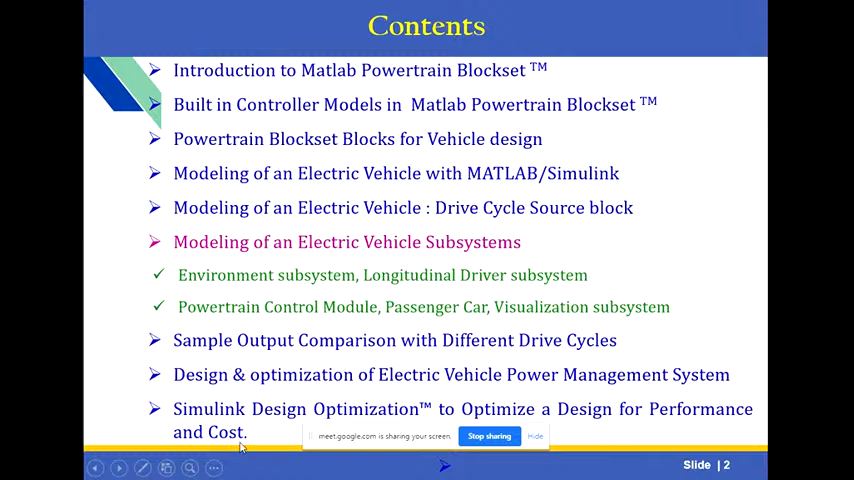 Contents
Introduction to Matlab Powertrain Blockset TM
Built in Controller Models in Matlab Powertrain Blockset TM
Powertrain Blockset Blocks for Vehicle design
Modeling of an Electric Vehicle with MATLAB/Simulink
Modeling of an Electric Vehicle : Drive Cycle Source block
Modeling of an Electric Vehicle Subsystems
Environment subsystem, Longitudinal Driver subsystem
Powertrain Control Module, Passenger Car, Visualization subsystem
Sample Output Comparison with Different Drive Cycles
Design & optimization of Electric Vehicle Power Management System
Simulink Design Optimization™ to Optimize a Design for Performance
and Cost.
meet.google.com is sharing your screen. Stop sharing Hide
Slide | 2